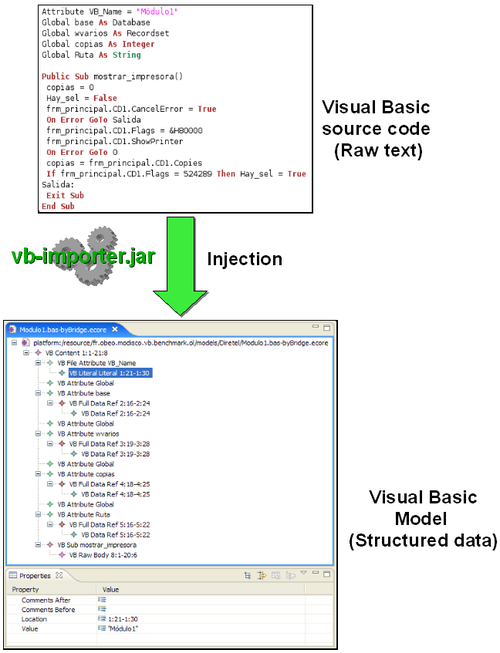 Attribute VB_Name = "Módulo1"
Global base As Database
Global wvarios As Recordset
Global copias As Integer
Global Ruta As String
Public Sub mostrar_impresora()
copias = 0
Hay_sel = False
frm_principal.CD1.CancelError = True
On Error GoTo Salida
frm_principal.CD1.Flags = &H80000
frm_principal.CD1.ShowPrinter
On Error GoTo 0
copias = frm_principal.CD1.Copies
If frm_principal.CD1.Flags = 524289 Then Hay_sel = True
Salida:
Exit Sub
End Sub
Visual Basic
source code
(Raw text)
vb-importer.jar
Injection
Modulo1.bas-byBridge.ecore
platform:/resource/fr.obeo.modisco.vb.benchmark.ol/models/Diretel/Modulo1.bas-byBridge.ecore
VB Content 1:1-21:8
VB File Attribute VB_Name
VB Literal Literal 1:21-1:30
VB Attribute Global
VB Attribute base
VB Full Data Ref 2:16-2:24
VB Data Ref 2:16-2:24
VB Attribute Global
VB Attribute wvarios
VB Full Data Ref 3:19-3:28
VB Data Ref 3:19-3:28
VB Attribute Global
VB Attribute copias
VB Full Data Ref 4:18-4:25
VB Data Ref 4:18-4:25
VB Attribute Global
VB Attribute Ruta
VB Full Data Ref 5:16-5:22
VB Data Ref 5:16-5:22
VB Sub mostrar_impresora
VB Raw Body 8:1-20:6
Visual Basic
Model
(Structured data)
Properties
Property Value
Comments After
Comments Before
Location 1:21-1:30
Value "Módulo1"